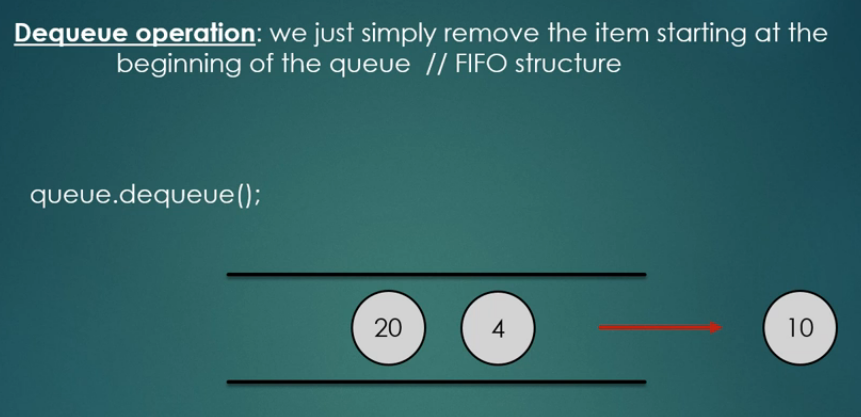 Dequeue operation: we just simply remove the item starting at the
beginning of the queue // FIFO structure
queue.dequeue();
20 4 10